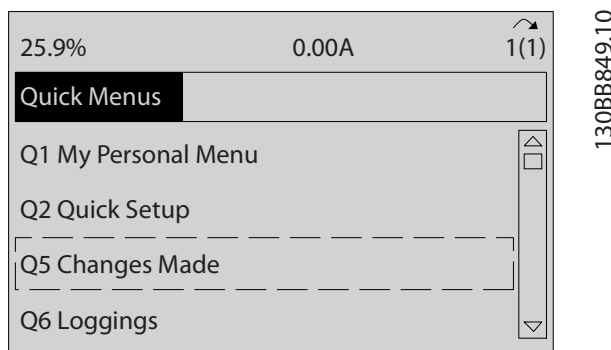 25.9% 0.00A 1(1)
Quick Menus
Q1 My Personal Menu
Q2 Quick Setup
Q5 Changes Made
Q6 Loggings
130BB849.10